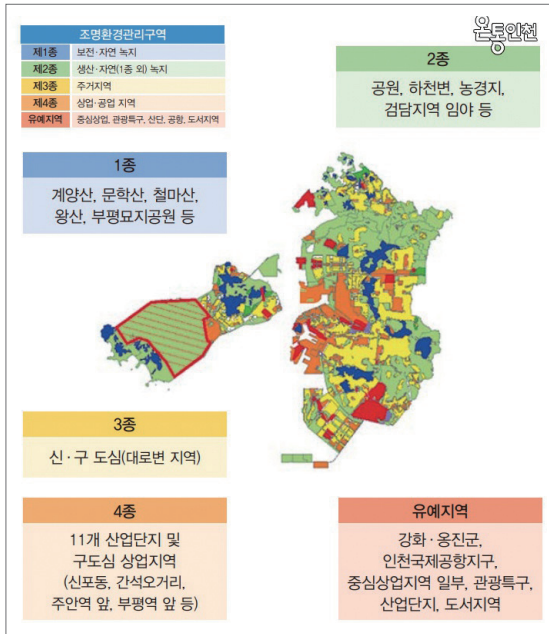 온통인천
조명환경관리구역
제1종 보전·자연 녹지
제2종 생산·자연(1종 외) 녹지
제3종 주거지역
제4종 상업·공업 지역
유예지역 중심상업, 관광특구, 산단, 공항, 도서지역
2종
공원, 하천변, 농경지,
검담지역 임야 등
1종
계양산, 문학산, 철마산,
왕산, 부평묘지공원 등
3종
신·구 도심(대로변 지역)
4종
11개 산업단지 및
구도심 상업지역
(신포동, 간석오거리,
주안역 앞, 부평역 앞 등)
유예지역
강화·옹진군,
인천국제공항지구,
중심상업지역 일부, 관광특구,
산업단지, 도서지역